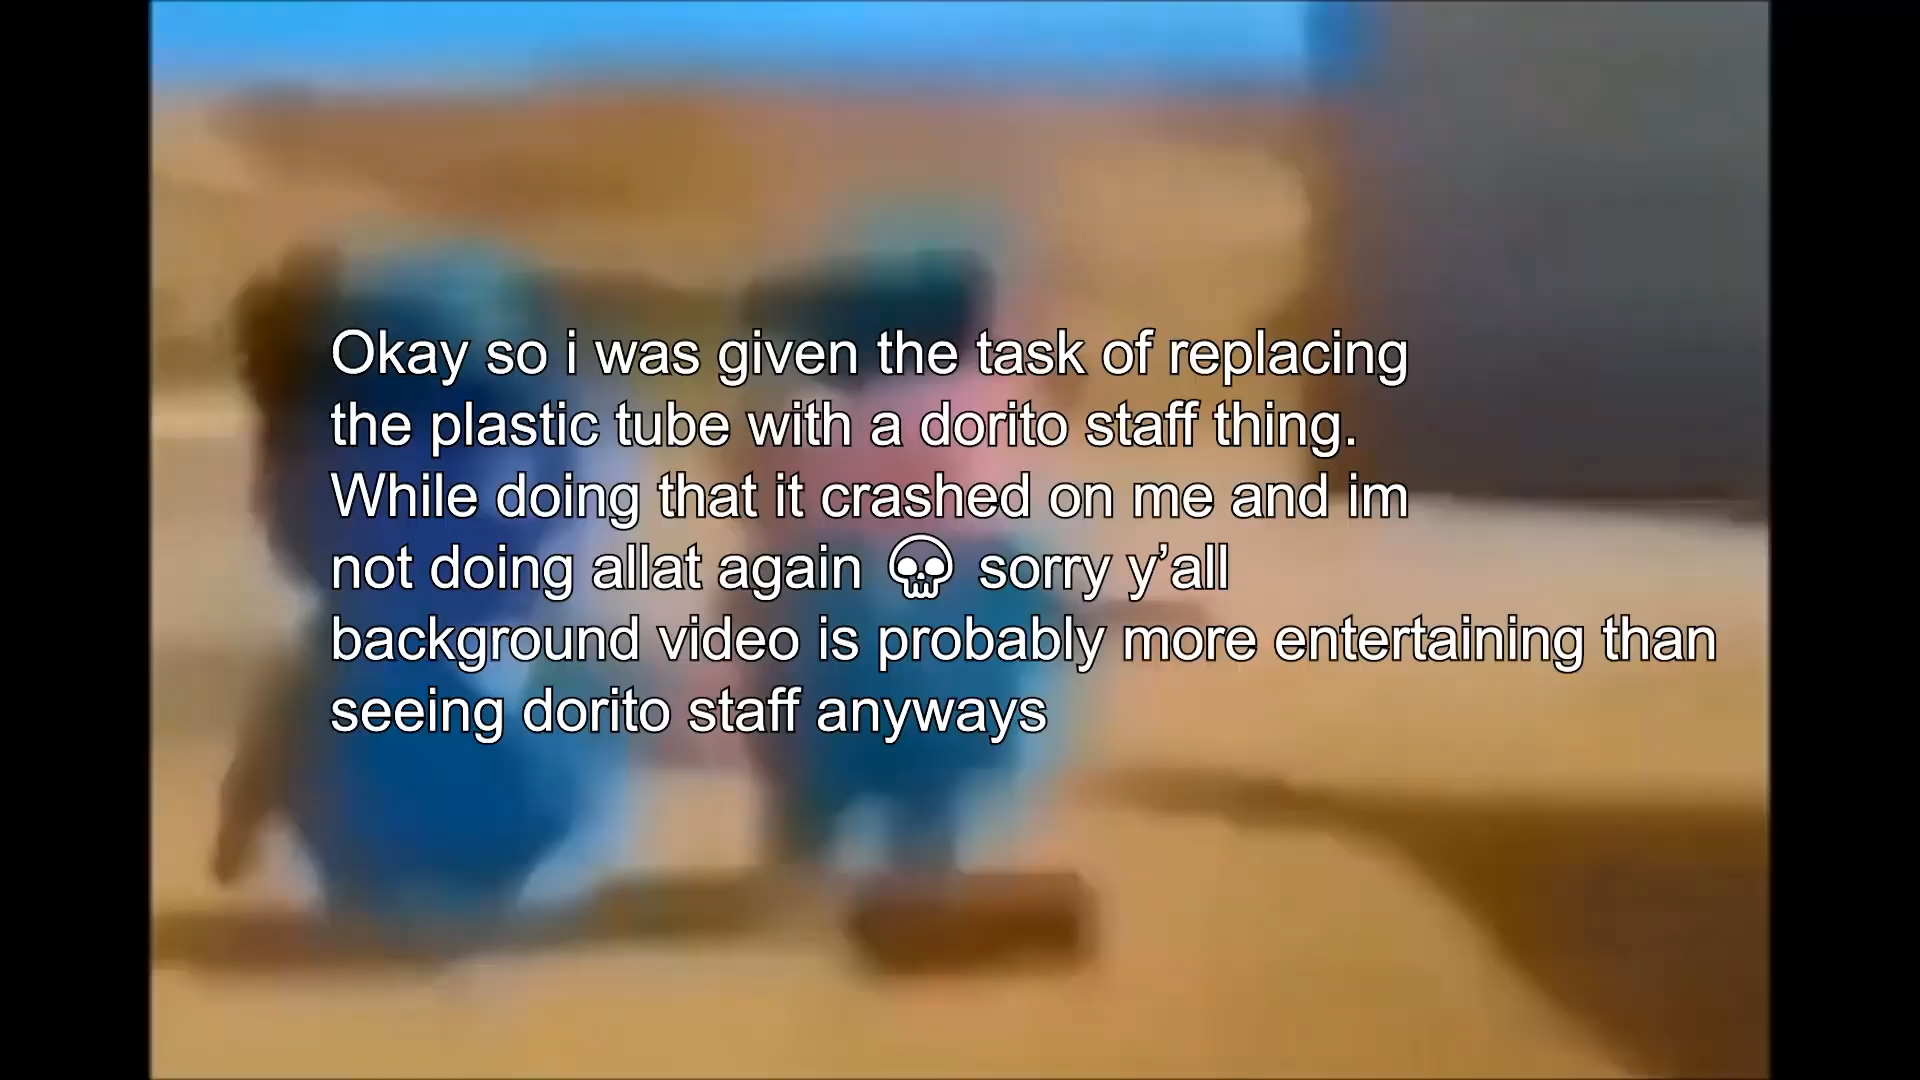 Okay so i was given the task of replacing
the plastic tube with a dorito staff thing.
While doing that it crashed on me and im
not doing allat again 💀 sorry y’all
background video is probably more entertaining than
seeing dorito staff anyways